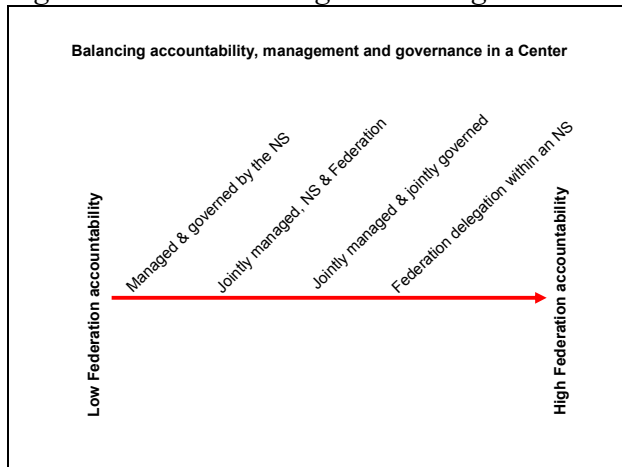 Balancing accountability, management and governance in a Center
Managed & governed by the NS
Jointly managed, NS & Federation
Jointly managed & jointly governed
Federation delegation within an NS
Low Federation accountability
High Federation accountability